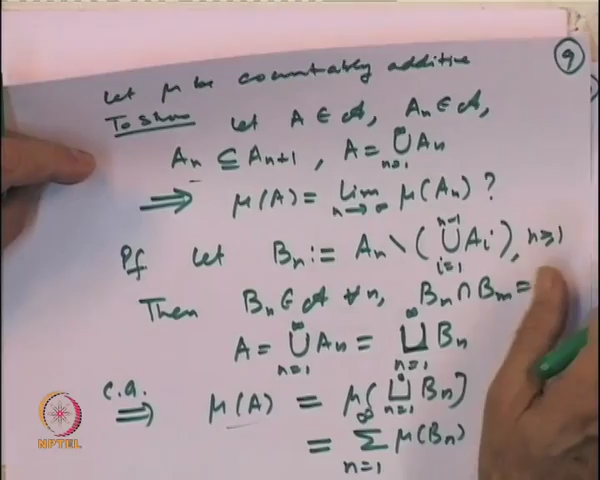 9
Let μ be countably additive
To show Let A ∈ 𝒜, Aₙ ∈ 𝒜,
Aₙ ⊆ Aₙ₊₁, A = ⋃_{n=1}^{∞} Aₙ
⟹ μ(A) = Lim_{n→∞} μ(Aₙ) ?
Pf Let Bₙ := Aₙ \ (⋃_{i=1}^{n-1} Aᵢ), n≥1
Then Bₙ ∈ 𝒜 ∀ n, Bₙ ∩ Bₘ =
A = ⋃_{n=1}^{∞} Aₙ = ⨆_{n=1}^{∞} Bₙ
c.a. ⟹ μ(A) = μ(⨆_{n=1}^{∞} Bₙ)
= ∑_{n=1}^{∞} μ(Bₙ)
NPTEL